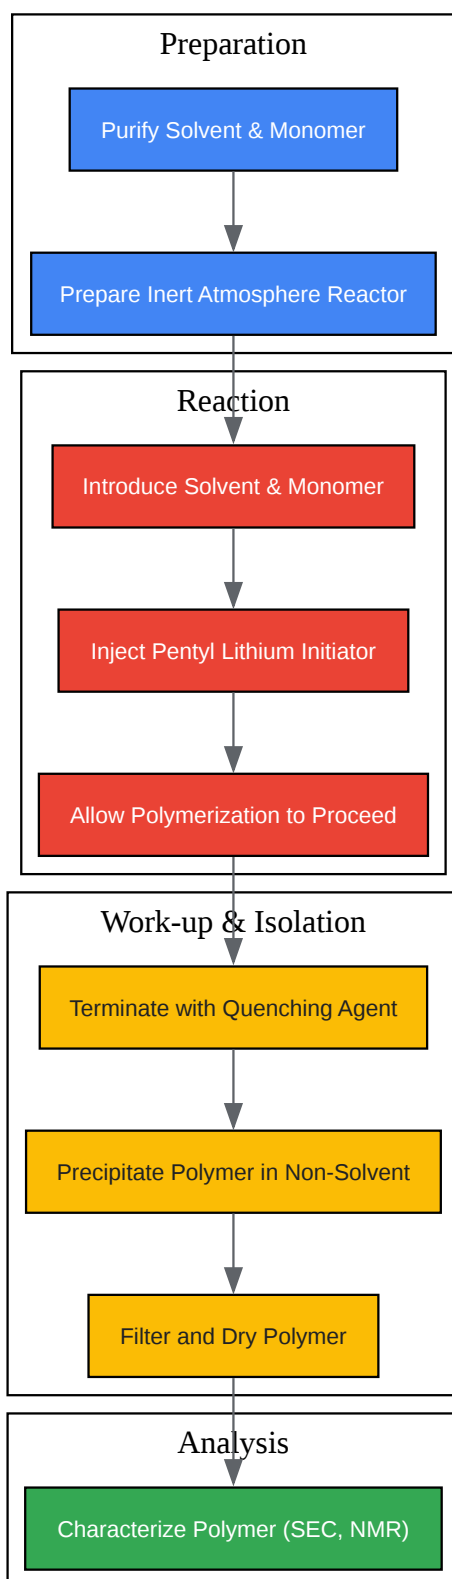 Preparation
Purify Solvent & Monomer
Prepare Inert Atmosphere Reactor
Reaction
Introduce Solvent & Monomer
Inject Pentyl Lithium Initiator
Allow Polymerization to Proceed
Work-up & Isolation
Terminate with Quenching Agent
Precipitate Polymer in Non-Solvent
Filter and Dry Polymer
Analysis
Characterize Polymer (SEC, NMR)